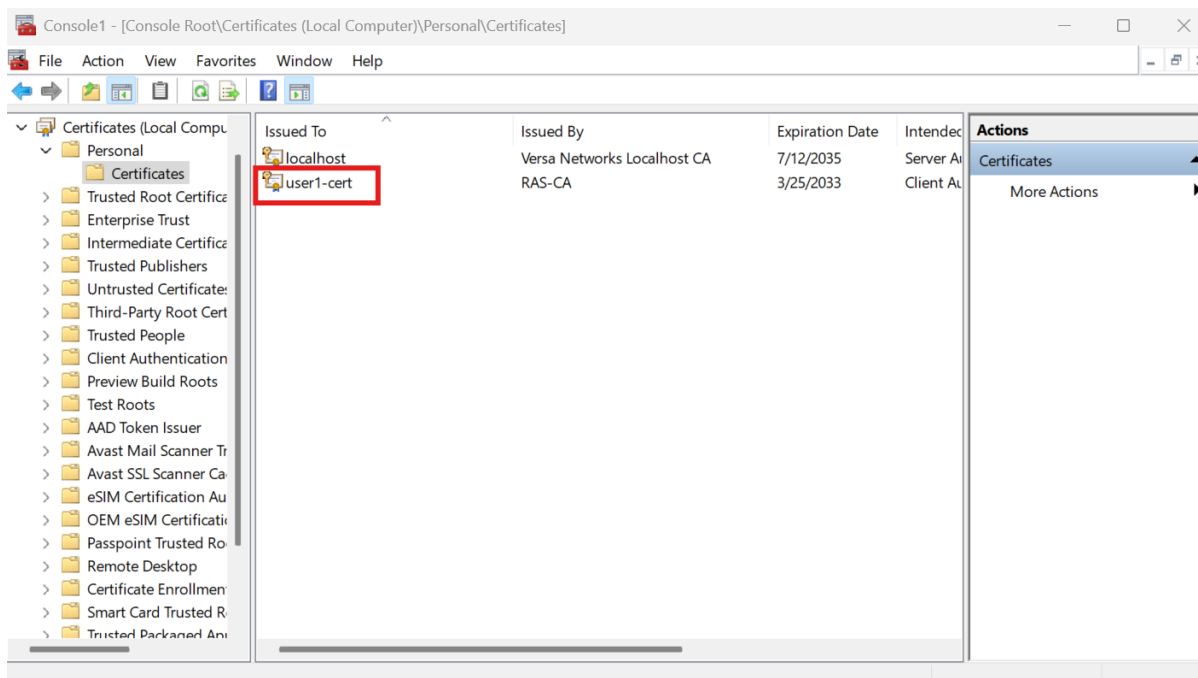 Console1 - [Console Root\Certificates (Local Computer)\Personal\Certificates]
File Action View Favorites Window Help
Certificates (Local Compu
Personal
Certificates
Trusted Root Certifica
Enterprise Trust
Intermediate Certifica
Trusted Publishers
Untrusted Certificates
Third-Party Root Cert
Trusted People
Client Authentication
Preview Build Roots
Test Roots
AAD Token Issuer
Avast Mail Scanner Tr
Avast SSL Scanner Ca
eSIM Certification Au
OEM eSIM Certificatio
Passpoint Trusted Ro
Remote Desktop
Certificate Enrollmen
Smart Card Trusted R
Trusted Packaged App
Issued To Issued By Expiration Date Intended
localhost Versa Networks Localhost CA 7/12/2035 Server Au
user1-cert RAS-CA 3/25/2033 Client Au
Actions
Certificates
More Actions